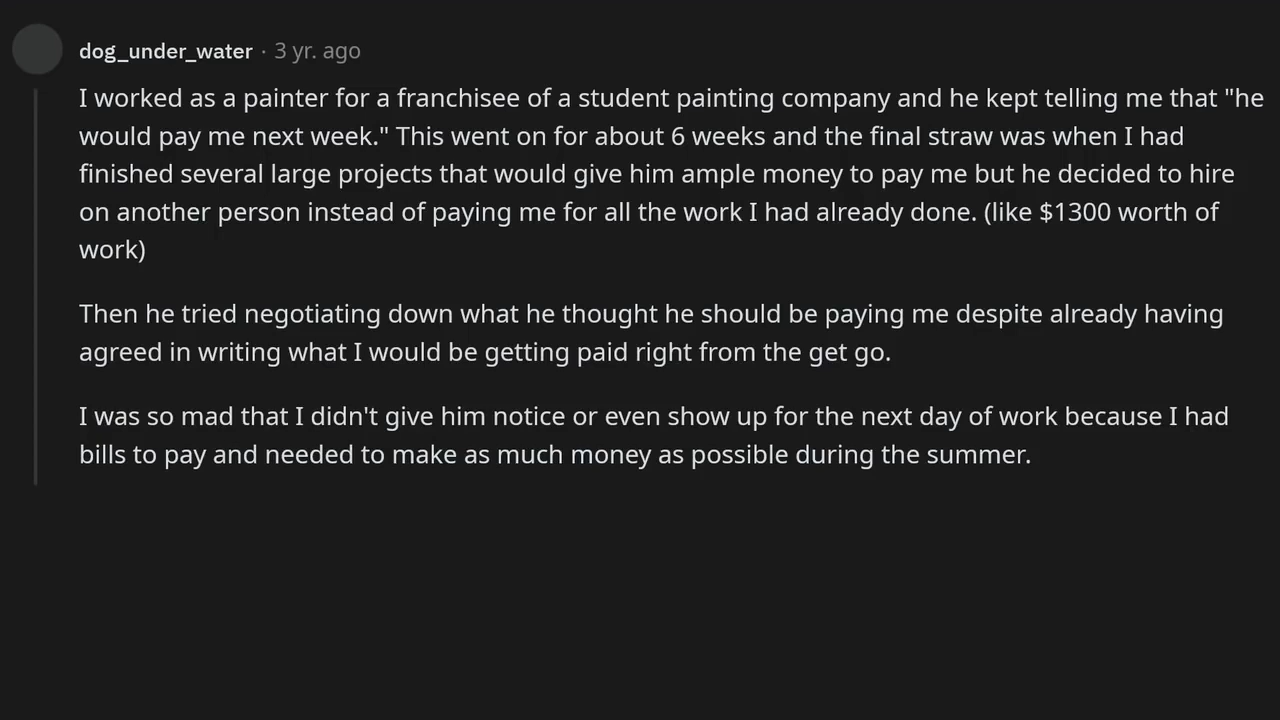 dog_under_water · 3 yr. ago
I worked as a painter for a franchisee of a student painting company and he kept telling me that "he
would pay me next week." This went on for about 6 weeks and the final straw was when I had
finished several large projects that would give him ample money to pay me but he decided to hire
on another person instead of paying me for all the work I had already done. (like $1300 worth of
work)
Then he tried negotiating down what he thought he should be paying me despite already having
agreed in writing what I would be getting paid right from the get go.
I was so mad that I didn't give him notice or even show up for the next day of work because I had
bills to pay and needed to make as much money as possible during the summer.